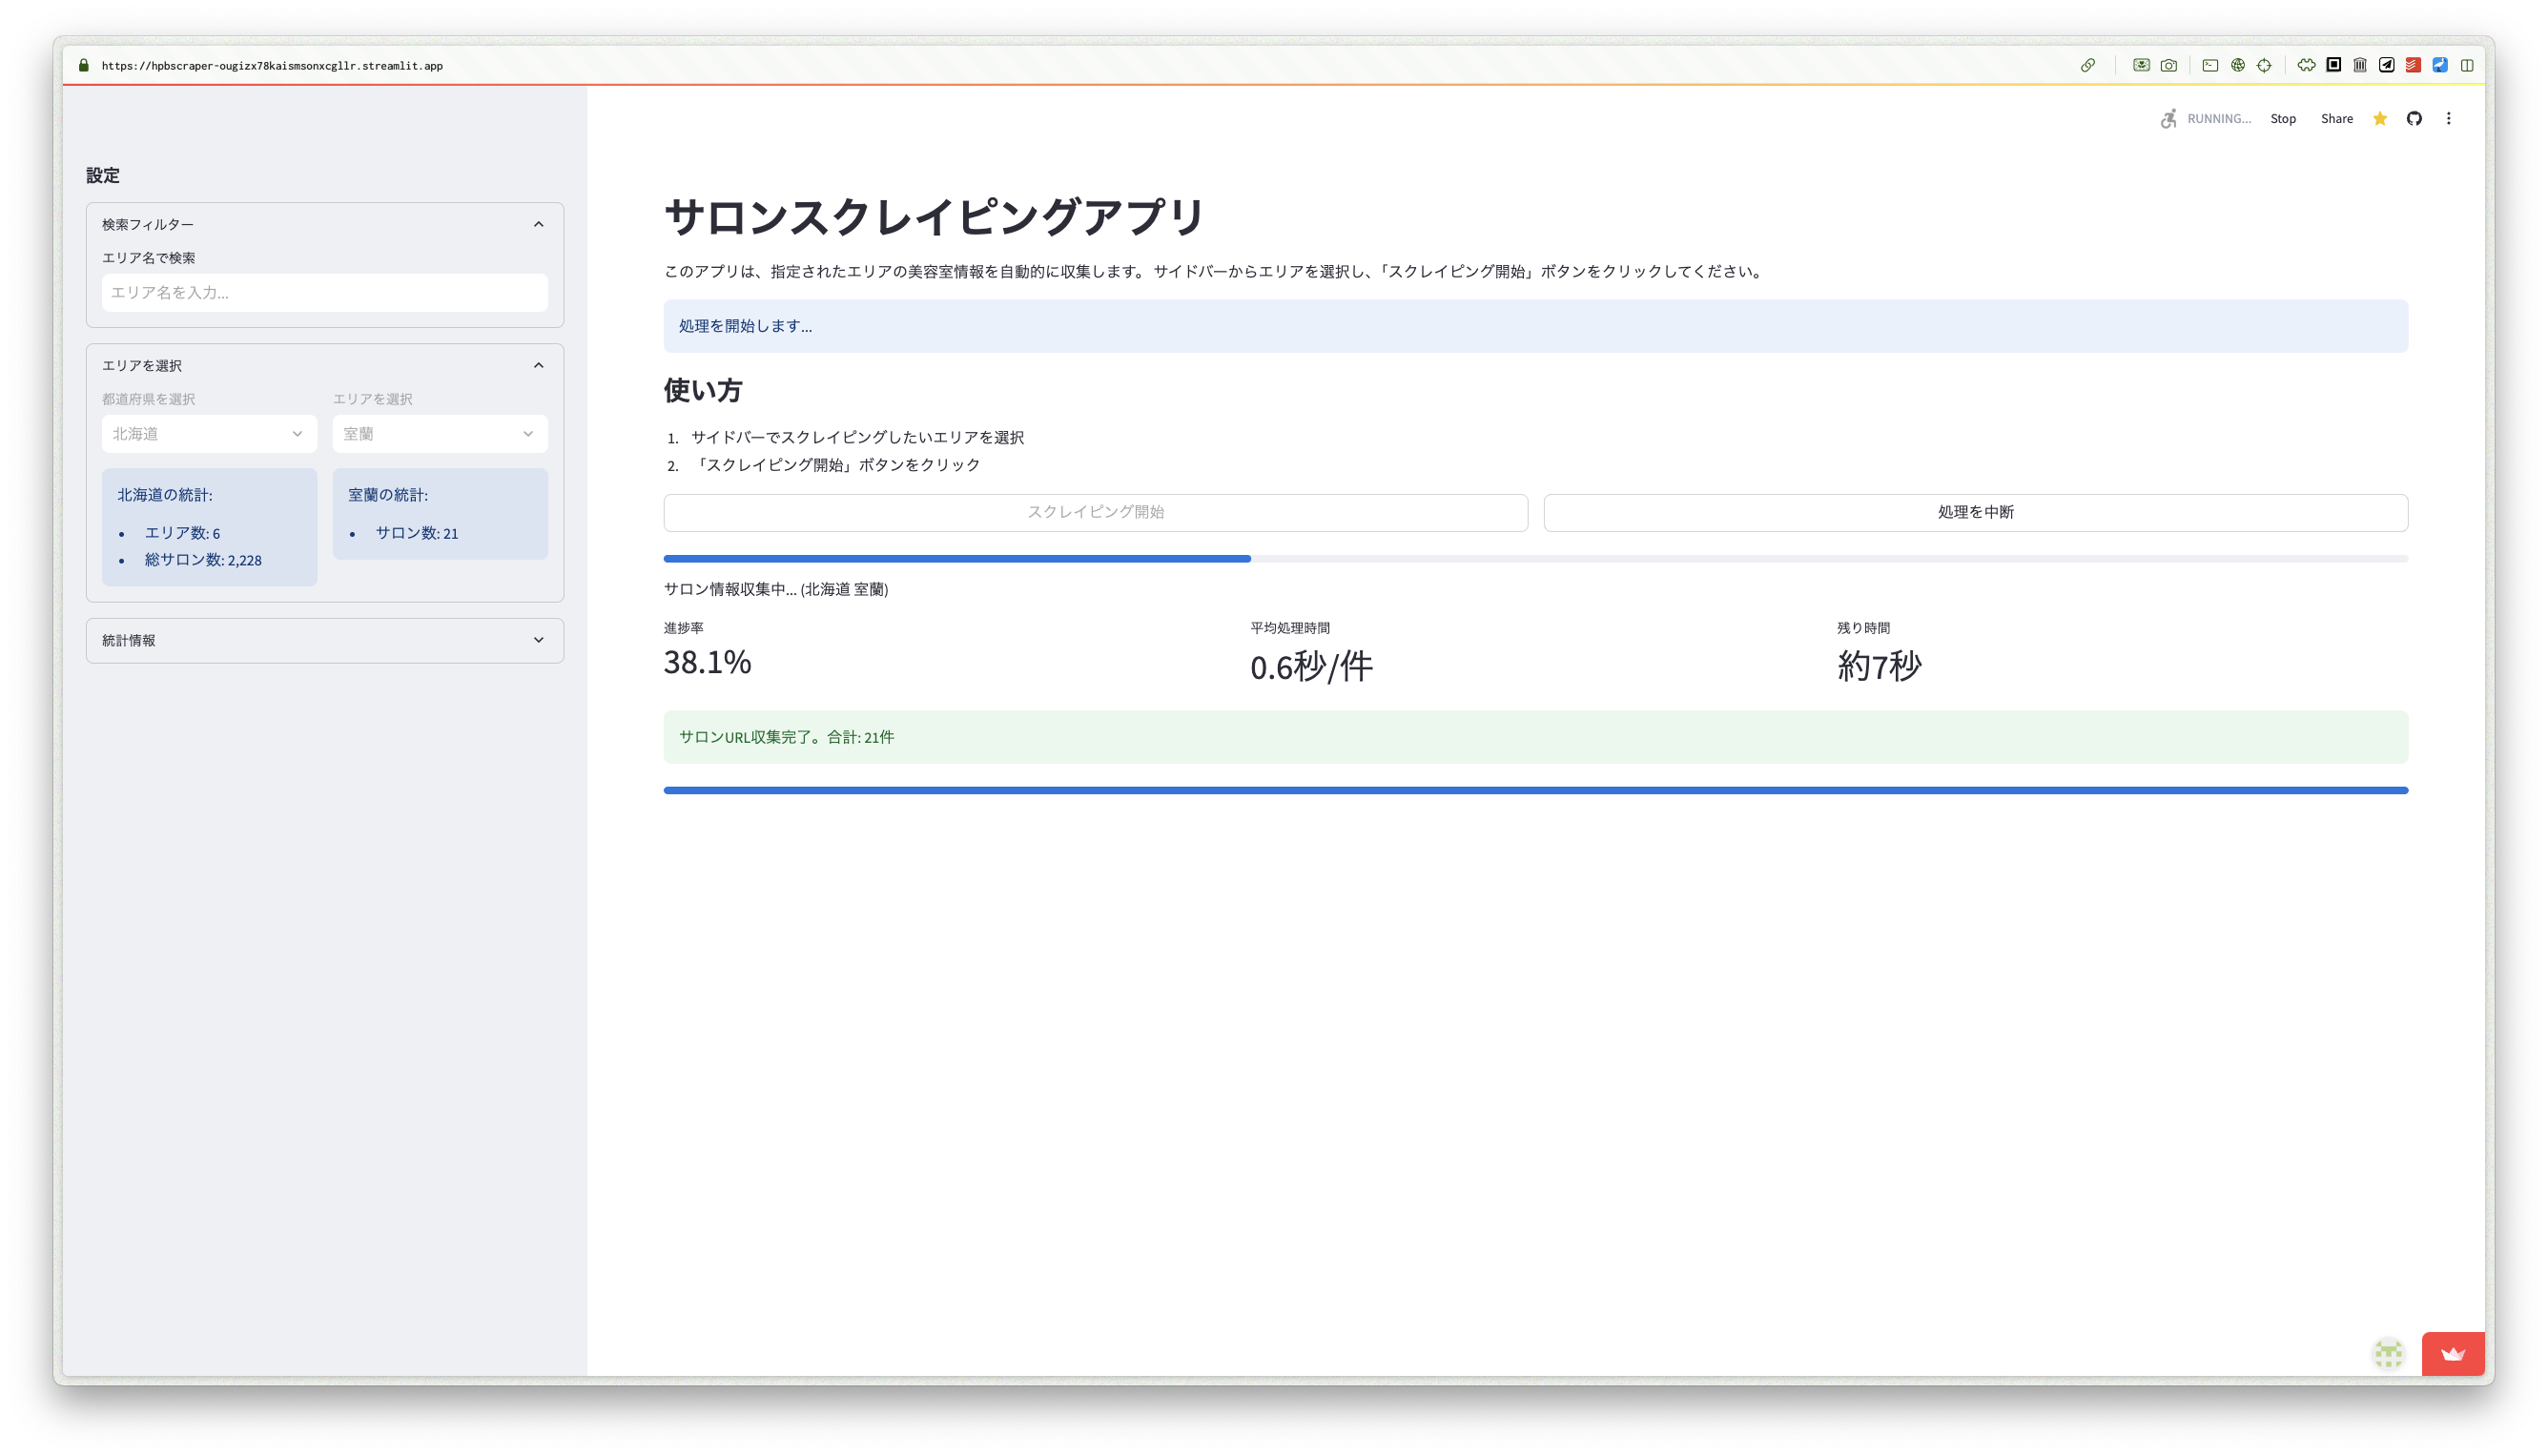 https://hpbscraper-ougizx78kaismsonxcgllr.streamlit.app
RUNNING...
Stop
Share
設定
検索フィルター
エリア名で検索
エリア名を入力...
エリアを選択
都道府県を選択
エリアを選択
北海道
室蘭
北海道の統計:
エリア数: 6
総サロン数: 2,228
室蘭の統計:
サロン数: 21
統計情報
サロンスクレイピングアプリ
このアプリは、指定されたエリアの美容室情報を自動的に収集します。 サイドバーからエリアを選択し、「スクレイピング開始」ボタンをクリックしてください。
処理を開始します...
使い方
1. サイドバーでスクレイピングしたいエリアを選択
2. 「スクレイピング開始」ボタンをクリック
スクレイピング開始
処理を中断
サロン情報収集中... (北海道 室蘭)
進捗率
38.1%
平均処理時間
0.6秒/件
残り時間
約7秒
サロンURL収集完了。合計: 21件